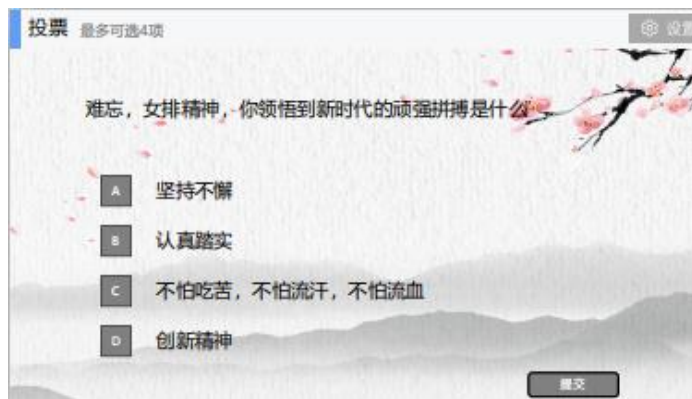 投票 最多可选4项
设置
难忘，女排精神，你领悟到新时代的顽强拼搏是什么
A 坚持不懈
B 认真踏实
C 不怕吃苦，不怕流汗，不怕流血
D 创新精神
提交